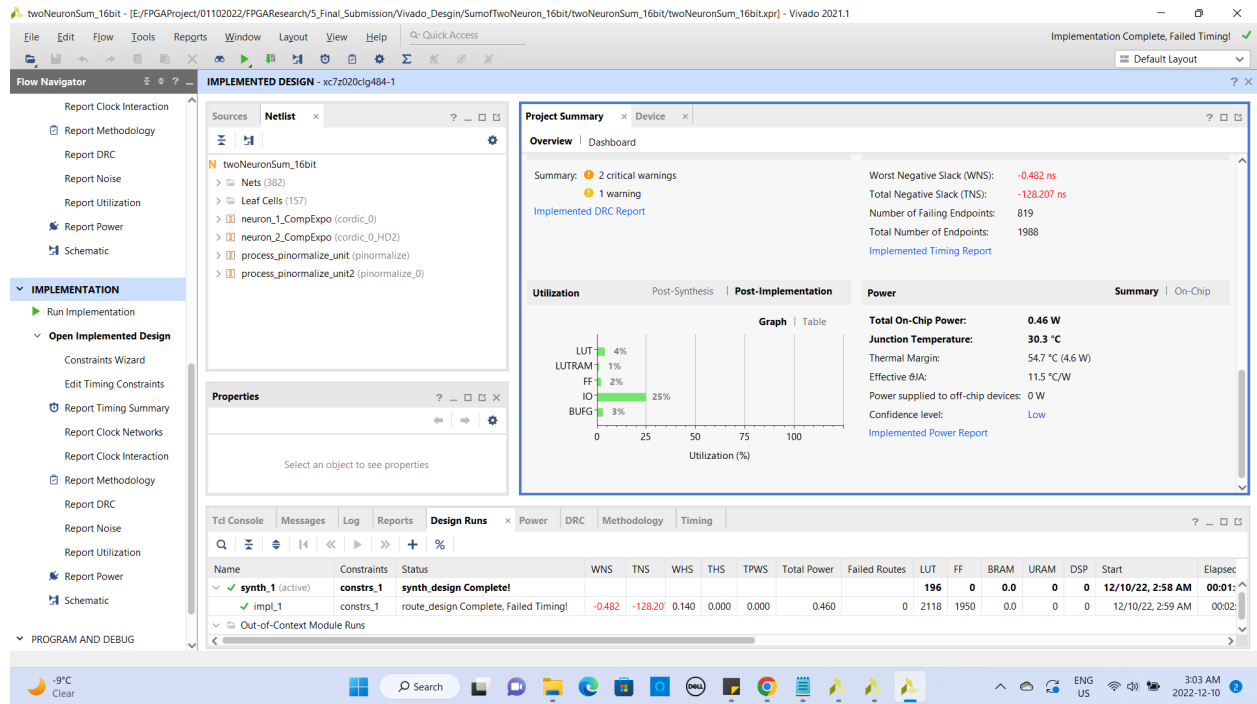 twoNeuronSum_16bit - [E:/FPGAProject/01102022/FPGAResearch/5_Final_Submission/Vivado_Desgin/SumofTwoNeuron_16bit/twoNeuronSum_16bit/twoNeuronSum_16bit.xpr] - Vivado 2021.1
File Edit Flow Tools Reports Window Layout View Help Q- Quick Access Implementation Complete, Failed Timing!
Default Layout
Flow Navigator
IMPLEMENTED DESIGN - xc7z020clg484-1
Report Clock Interaction
Report Methodology
Report DRC
Report Noise
Report Utilization
Report Power
Schematic
IMPLEMENTATION
Run Implementation
Open Implemented Design
Constraints Wizard
Edit Timing Constraints
Report Timing Summary
Report Clock Networks
Report Clock Interaction
Report Methodology
Report DRC
Report Noise
Report Utilization
Report Power
Schematic
PROGRAM AND DEBUG
Sources Netlist
twoNeuronSum_16bit
Nets (382)
Leaf Cells (157)
neuron_1_CompExpo (cordic_0)
neuron_2_CompExpo (cordic_0_HD2)
process_pinormalize_unit (pinormalize)
process_pinormalize_unit2 (pinormalize_0)
Properties
Select an object to see properties
Project Summary Device
Overview Dashboard
Summary: 2 critical warnings
1 warning
Implemented DRC Report
Worst Negative Slack (WNS): -0.482 ns
Total Negative Slack (TNS): -128.207 ns
Number of Failing Endpoints: 819
Total Number of Endpoints: 1988
Implemented Timing Report
Utilization Post-Synthesis Post-Implementation
Graph Table
LUT 4%
LUTRAM 1%
FF 2%
IO 25%
BUFG 3%
0 25 50 75 100
Utilization (%)
Power Summary On-Chip
Total On-Chip Power: 0.46 W
Junction Temperature: 30.3 °C
Thermal Margin: 54.7 °C (4.6 W)
Effective ϑJA: 11.5 °C/W
Power supplied to off-chip devices: 0 W
Confidence level: Low
Implemented Power Report
Tcl Console Messages Log Reports Design Runs Power DRC Methodology Timing
Name Constraints Status WNS TNS WHS THS TPWS Total Power Failed Routes LUT FF BRAM URAM DSP Start Elapsed
synth_1 (active) constrs_1 synth_design Complete! 196 0 0.0 0 0 12/10/22, 2:58 AM 00:01:
impl_1 constrs_1 route_design Complete, Failed Timing! -0.482 -128.20 0.140 0.000 0.000 0.460 0 2118 1950 0.0 0 0 12/10/22, 2:59 AM 00:02:
Out-of-Context Module Runs
-9°C
Clear
Search
DELL
ENG
US
3:03 AM
2022-12-10
2